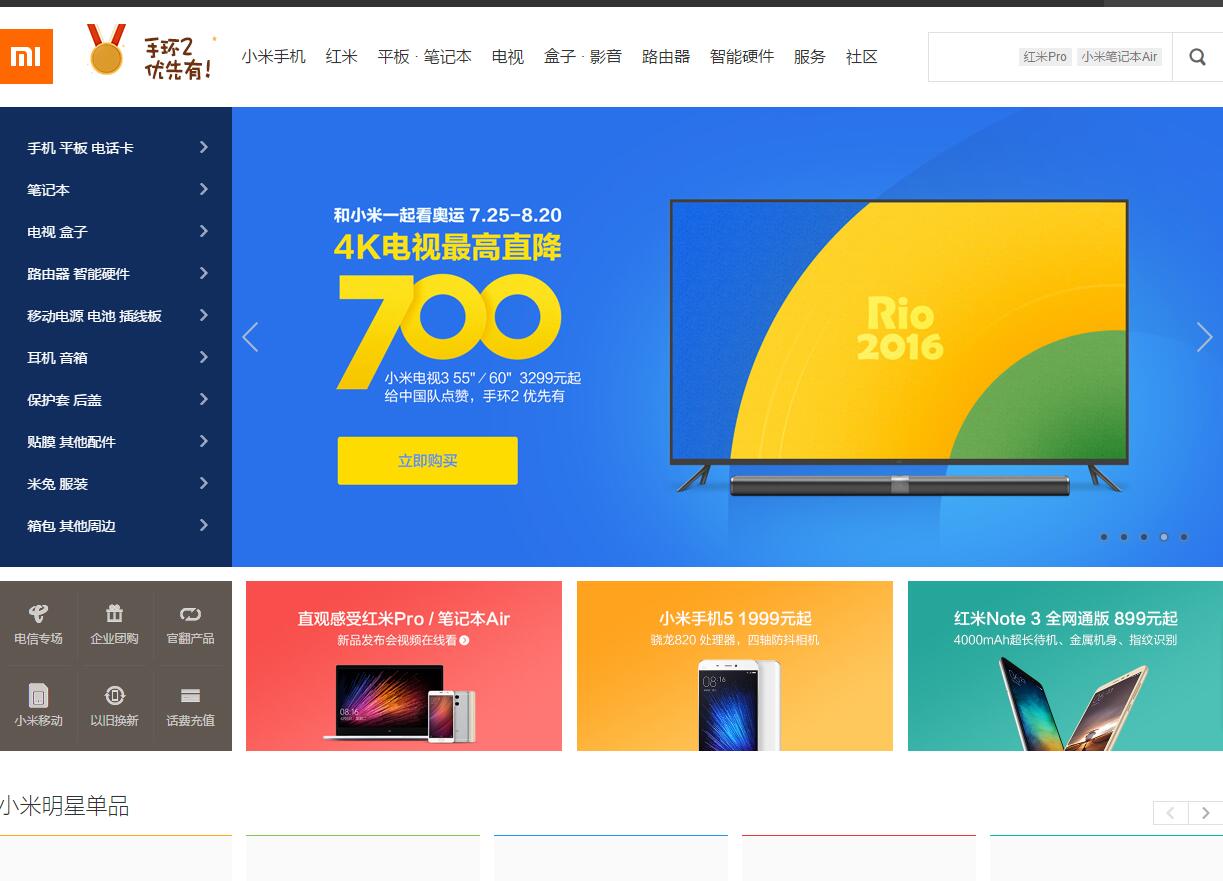 手环2
优先有!
小米手机 红米 平板 · 笔记本 电视 盒子 · 影音 路由器 智能硬件 服务 社区
红米Pro 小米笔记本Air
手机 平板 电话卡
笔记本
电视 盒子
路由器 智能硬件
移动电源 电池 插线板
耳机 音箱
保护套 后盖
贴膜 其他配件
米兔 服装
箱包 其他周边
和小米一起看奥运 7.25-8.20
4K电视最高直降
700
小米电视3 55"/60" 3299元起
给中国队点赞，手环2 优先有
立即购买
Rio
2016
电信专场 企业团购 官翻产品
小米移动 以旧换新 话费充值
直观感受红米Pro / 笔记本Air
新品发布会视频在线看
08:16
小米手机5 1999元起
骁龙820 处理器，四轴防抖相机
08:16
红米Note 3 全网通版 899元起
4000mAh超长待机、金属机身、指纹识别
小米明星单品